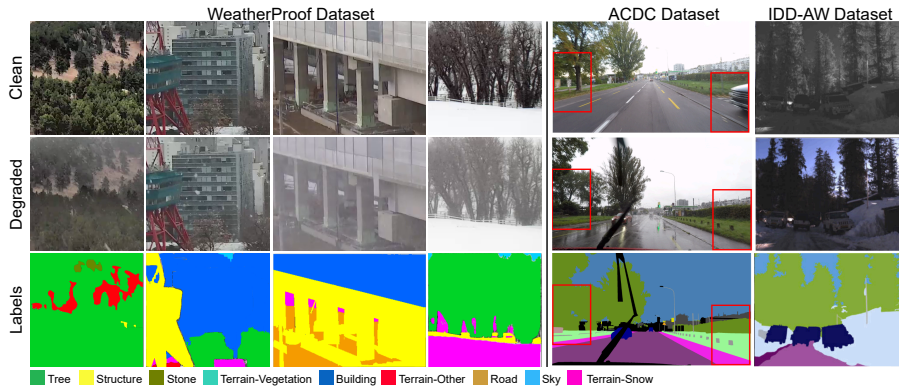 WeatherProof Dataset
ACDC Dataset
IDD-AW Dataset
Clean
Degraded
Labels
Tree
Structure
Stone
Terrain-Vegetation
Building
Terrain-Other
Road
Sky
Terrain-Snow